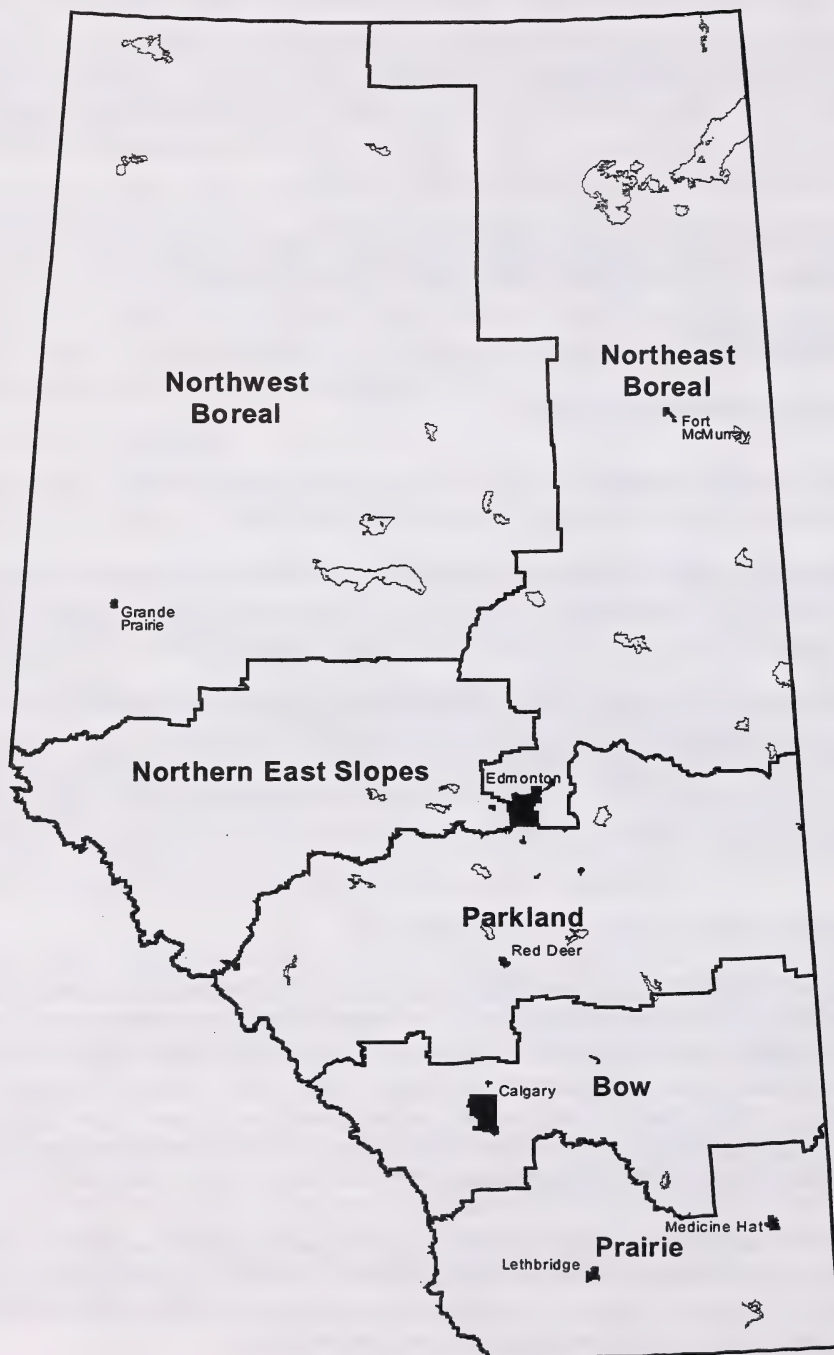 Northwest
Boreal
Northeast
Boreal
Fort
McMurray
Grande
Prairie
Northern East Slopes
Edmonton
Parkland
Red Deer
Calgary
Bow
Medicine Hat
Prairie
Lethbridge